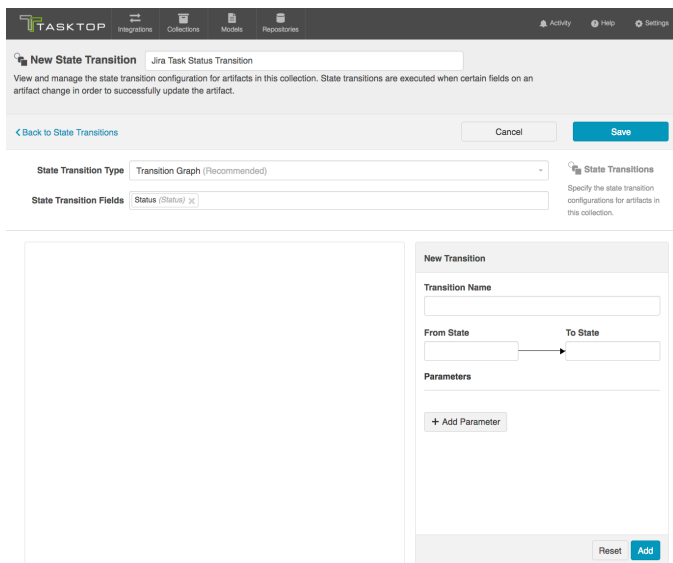 TASKTOP
Integrations
Collections
Models
Repositories
Activity
Help
Settings
New State Transition
Jira Task Status Transition
View and manage the state transition configuration for artifacts in this collection. State transitions are executed when certain fields on an
artifact change in order to successfully update the artifact.
Back to State Transitions
Cancel
Save
State Transition Type
Transition Graph (Recommended)
State Transition Fields
Status (Status)
State Transitions
Specify the state transition
configurations for artifacts in
this collection.
New Transition
Transition Name
From State
To State
Parameters
+ Add Parameter
Reset
Add